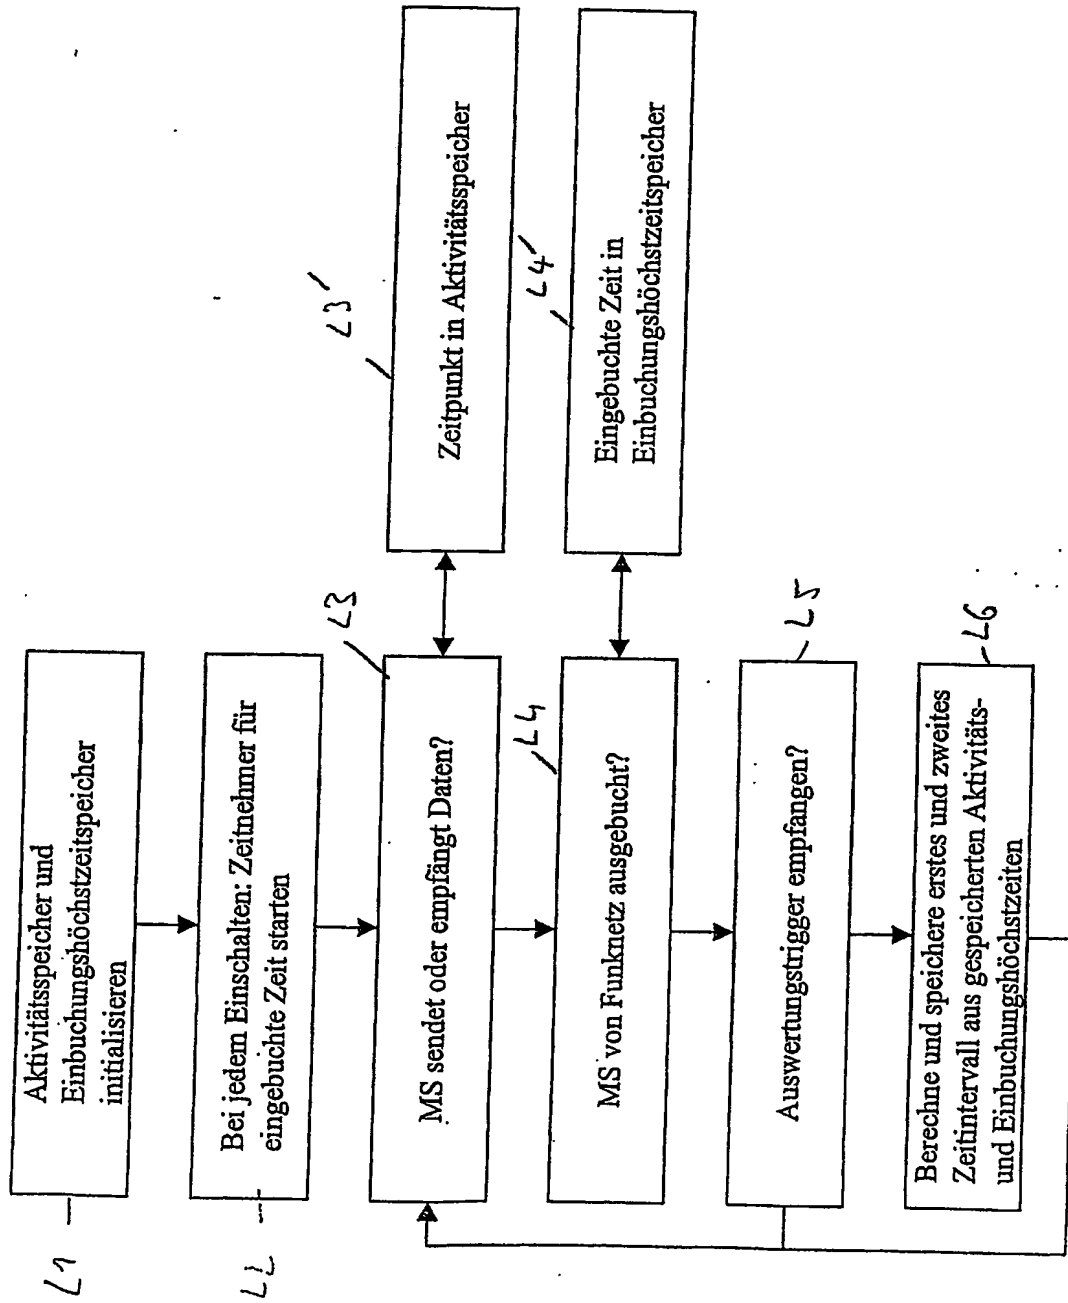 L1
Aktivitätsspeicher und
Einbuchungshöchstzeitspeicher
initialisieren
L2
Bei jedem Einschalten: Zeitnehmer für
eingebuchte Zeit starten
L3
MS sendet oder empfängt Daten?
L3'
Zeitpunkt in Aktivitätsspeicher
L4
MS von Funknetz ausgebucht?
L4'
Eingebuchte Zeit in
Einbuchungshöchstzeitspeicher
L5
Auswertungstrigger empfangen?
L6
Berechne und speichere erstes und zweites
Zeitintervall aus gespeicherten Aktivitäts-
und Einbuchungshöchstzeiten